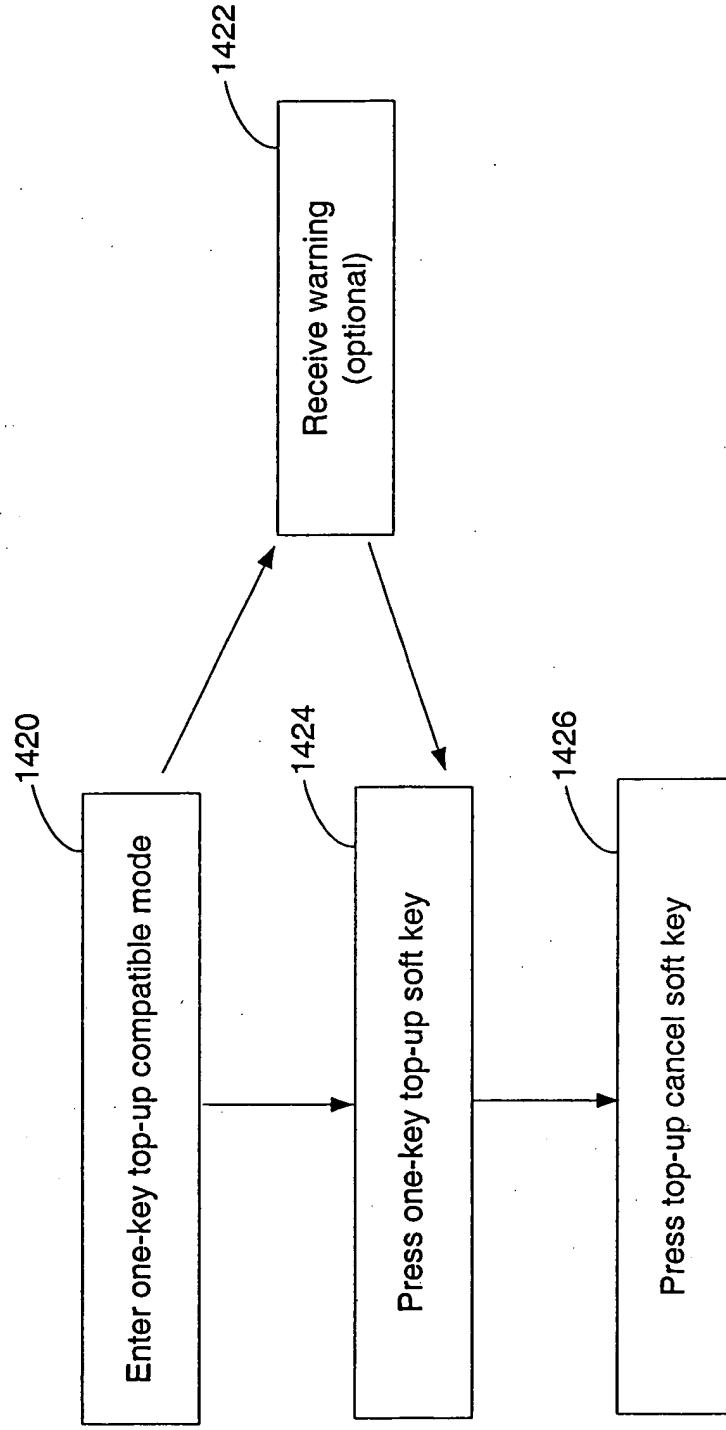 1420
Enter one-key top-up compatible mode
1422
Receive warning
(optional)
1424
Press one-key top-up soft key
1426
Press top-up cancel soft key